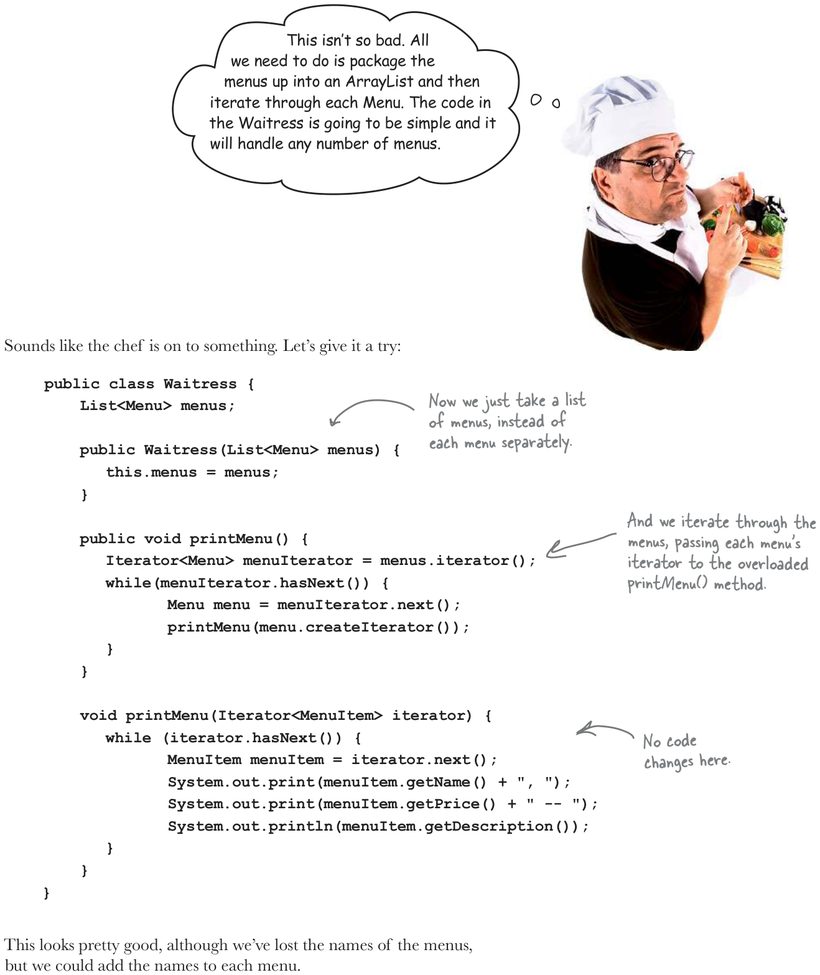 This isn't so bad. All
we need to do is package the
menus up into an ArrayList and then
iterate through each Menu. The code in
the Waitress is going to be simple and it
will handle any number of menus.
Sounds like the chef is on to something. Let's give it a try:
public class Waitress {
List<Menu> menus;
Now we just take a list
of menus, instead of
each menu separately.
public Waitress(List<Menu> menus) {
this.menus = menus;
}
public void printMenu() {
Iterator<Menu> menuIterator = menus.iterator();
while(menuIterator.hasNext()) {
Menu menu = menuIterator.next();
printMenu(menu.createIterator());
}
}
And we iterate through the
menus, passing each menu's
iterator to the overloaded
printMenu() method.
void printMenu(Iterator<MenuItem> iterator) {
while (iterator.hasNext()) {
MenuItem menuItem = iterator.next();
System.out.print(menuItem.getName() + ", ");
System.out.print(menuItem.getPrice() + " -- ");
System.out.println(menuItem.getDescription());
}
}
}
No code
changes here.
This looks pretty good, although we've lost the names of the menus,
but we could add the names to each menu.